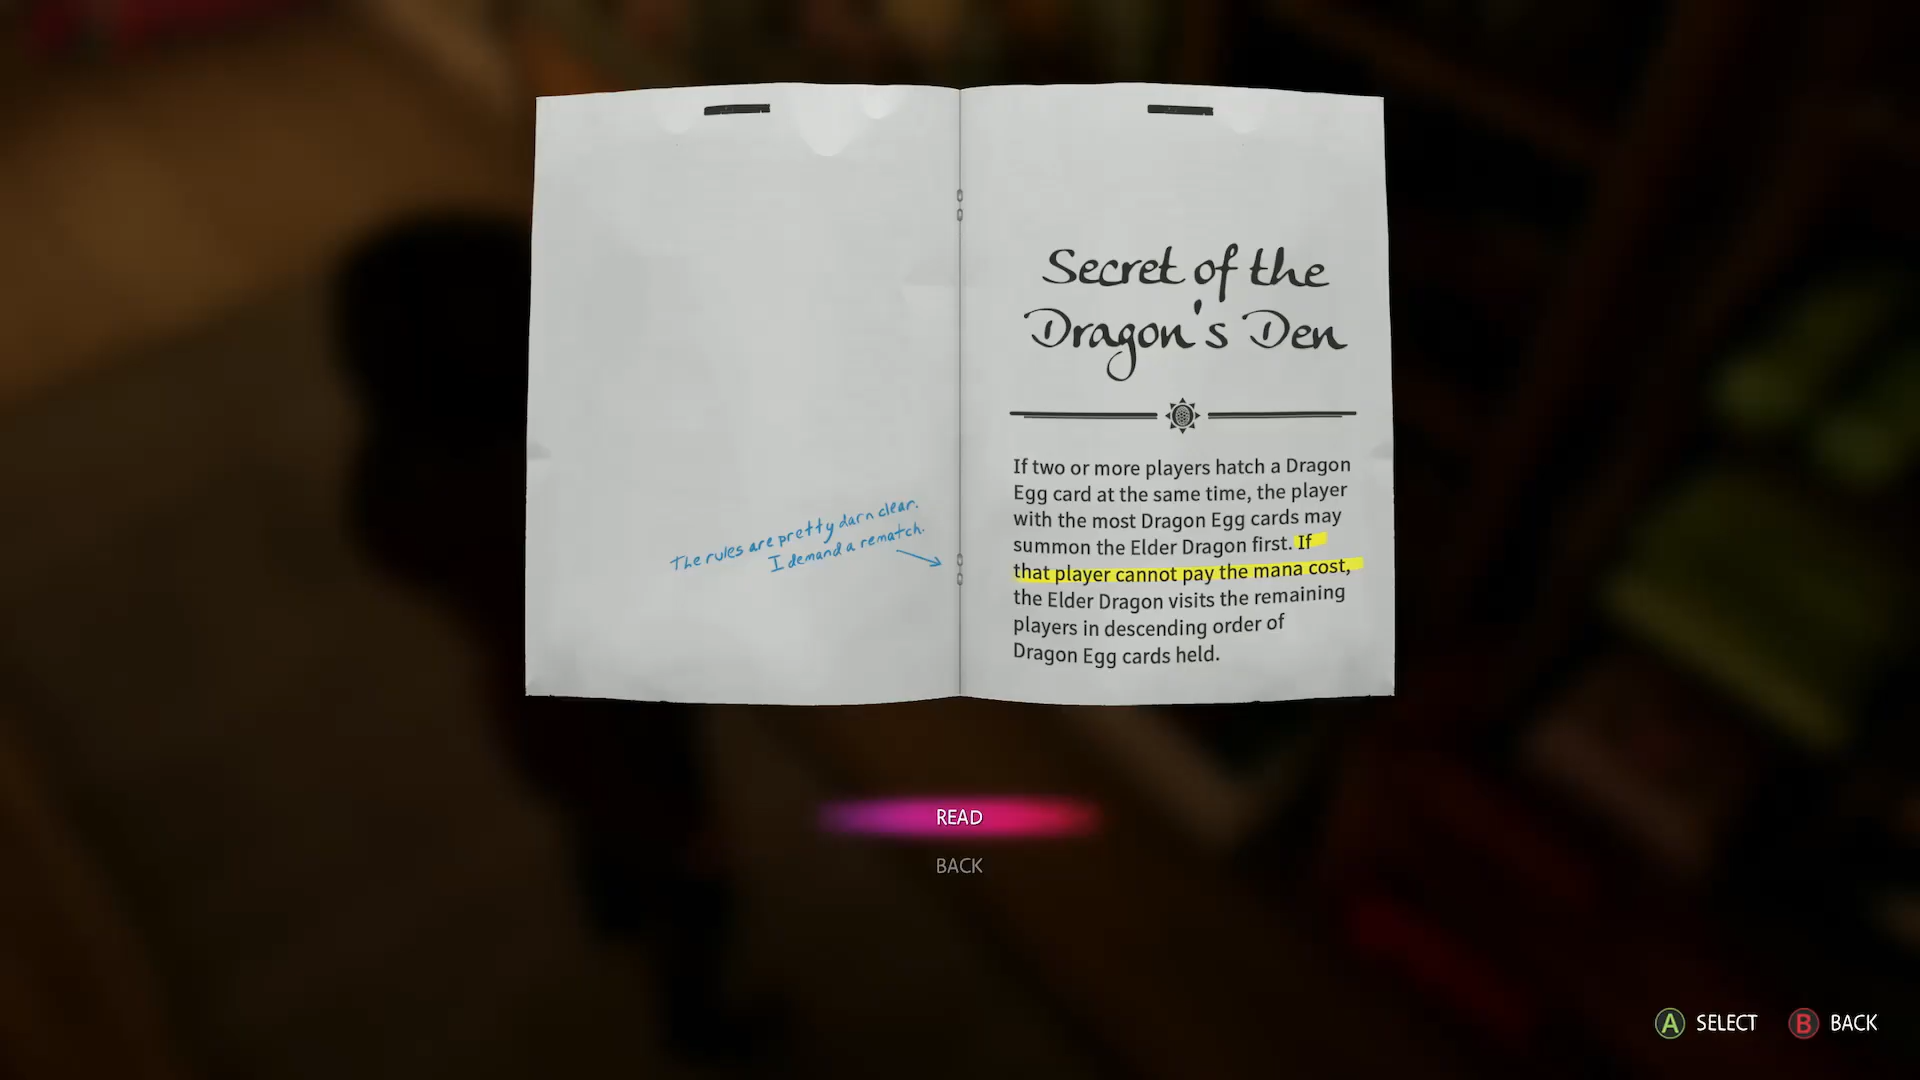 The rules are pretty darn clear.
I demand a rematch.
Secret of the
Dragon's Den
If two or more players hatch a Dragon
Egg card at the same time, the player
with the most Dragon Egg cards may
summon the Elder Dragon first. If
that player cannot pay the mana cost,
the Elder Dragon visits the remaining
players in descending order of
Dragon Egg cards held.
READ
BACK
A SELECT B BACK